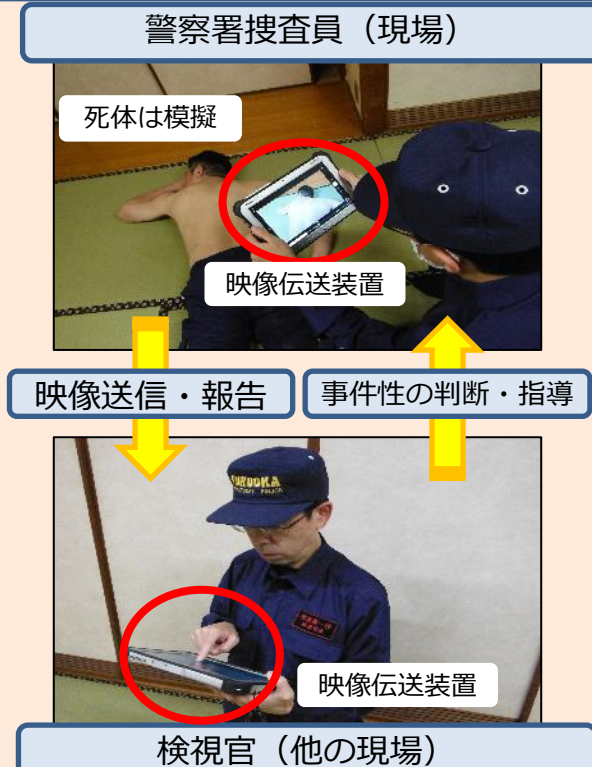 警察署捜査員（現場）
死体は模擬
映像伝送装置
映像送信・報告
事件性の判断・指導
FUKUOKA
映像伝送装置
検視官（他の現場）